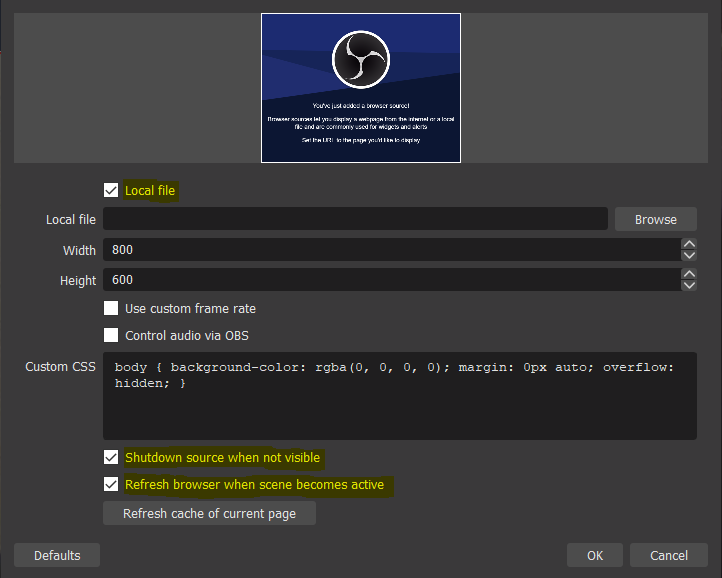 You've just added a browser source!
Browser sources let you display a webpage from the internet or a local
file and are commonly used for widgets and alerts
Set the URL to the page you'd like to display
Local file
Local file
Browse
Width
800
Height
600
Use custom frame rate
Control audio via OBS
Custom CSS
body { background-color: rgba(0, 0, 0, 0); margin: 0px auto; overflow:
hidden; }
Shutdown source when not visible
Refresh browser when scene becomes active
Refresh cache of current page
Defaults
OK
Cancel